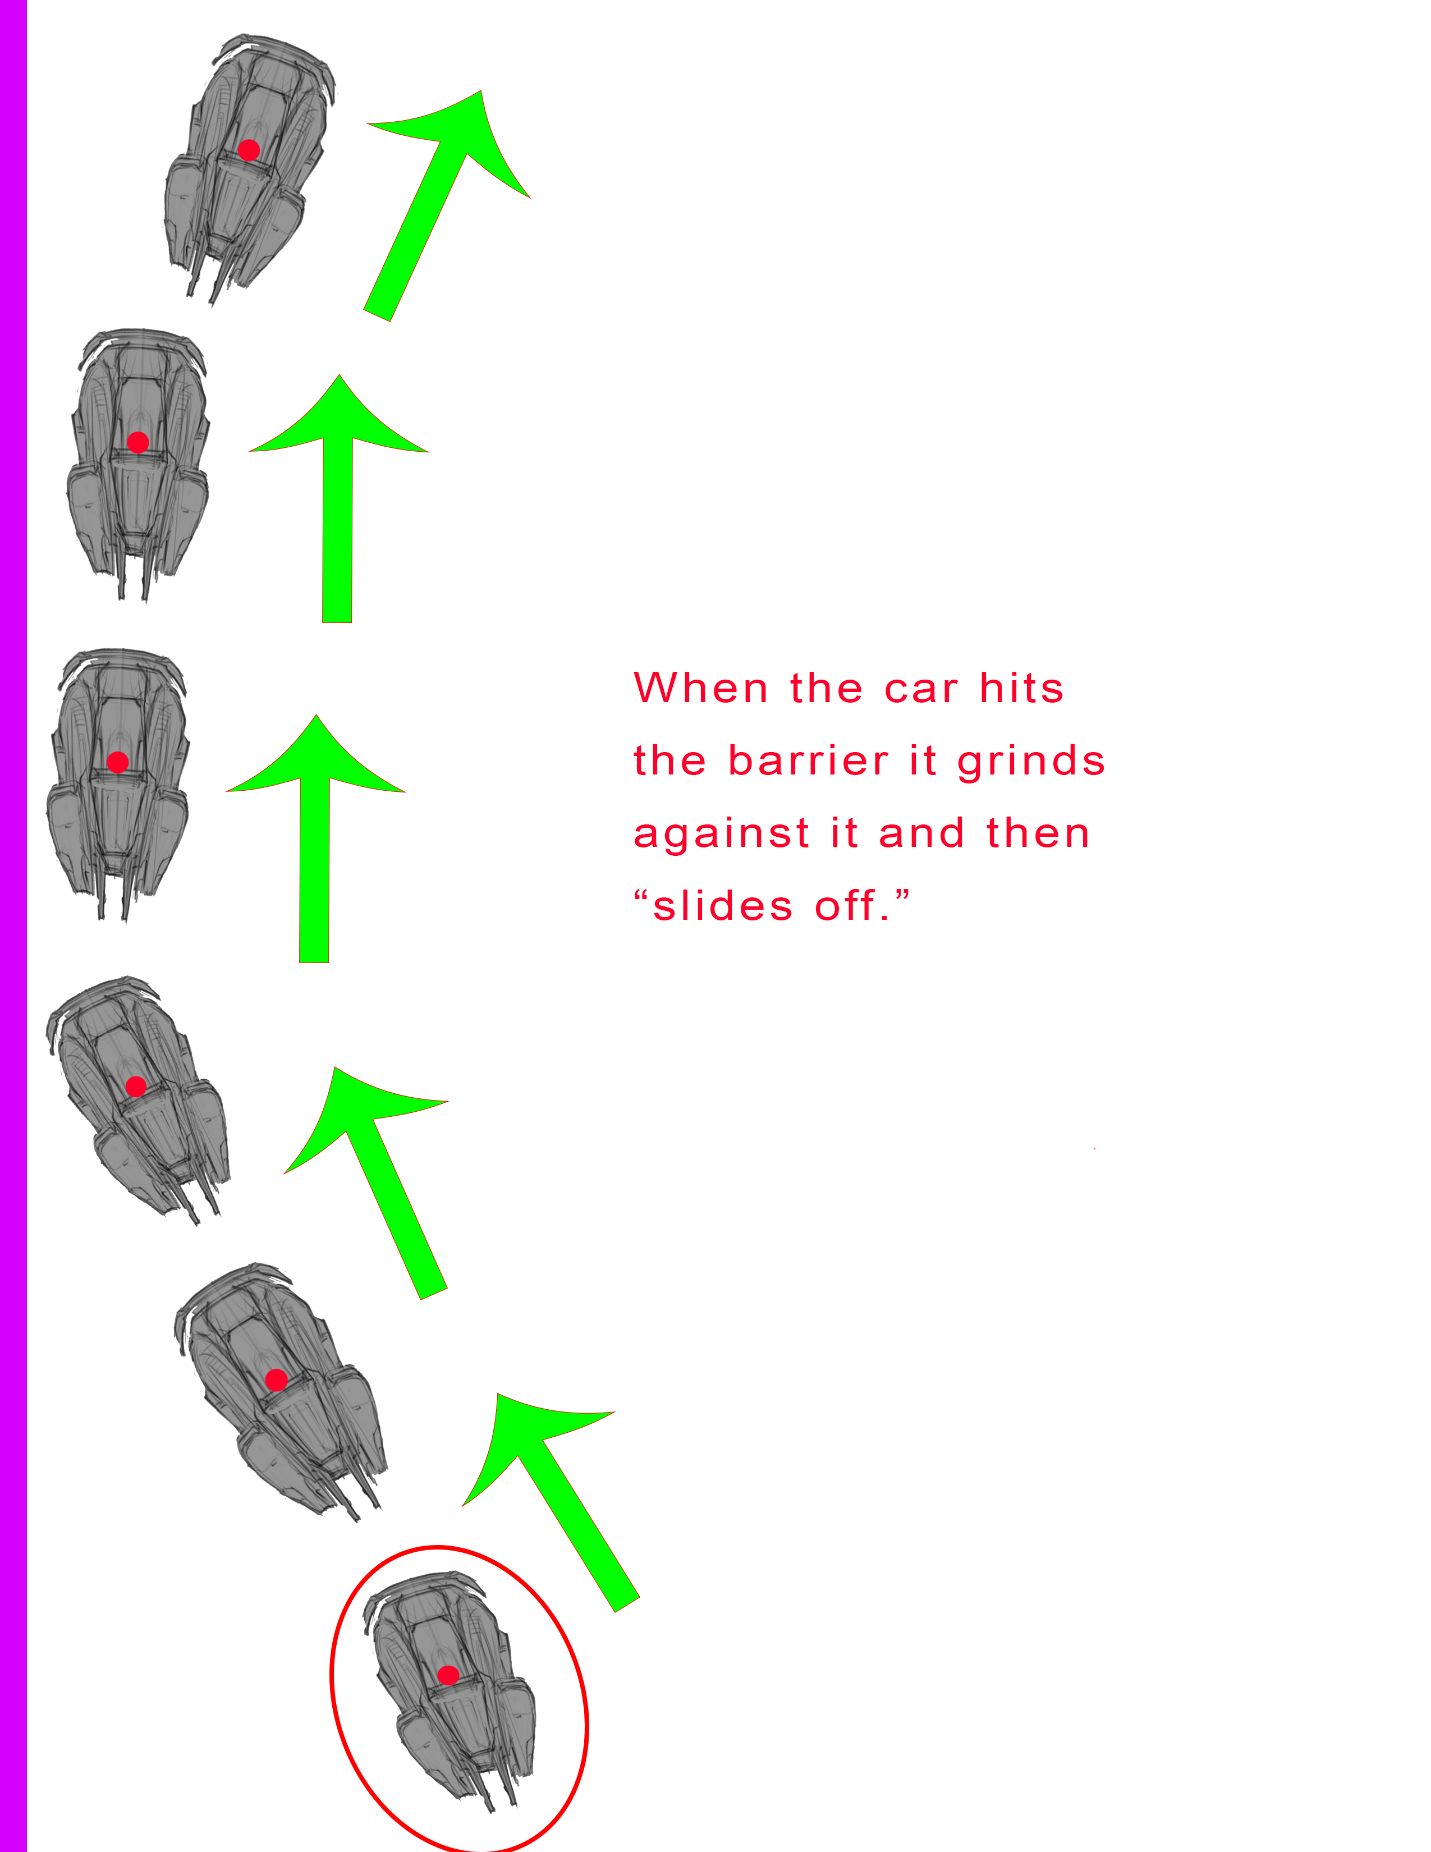 When the car hits
the barrier it grinds
against it and then
“slides off.”